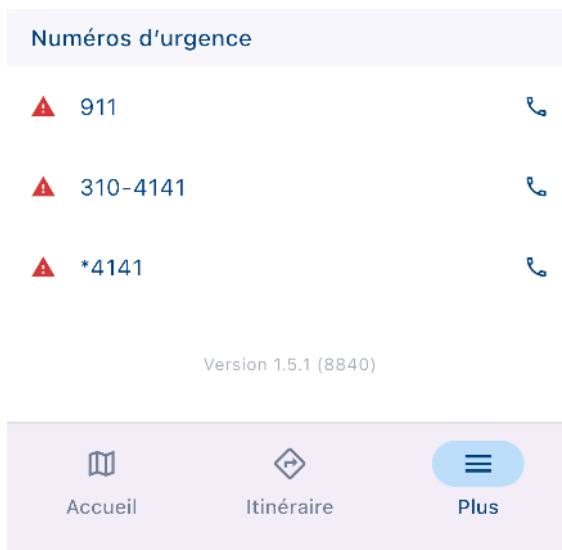 Numéros d’urgence
911
310-4141
*4141
Version 1.5.1 (8840)
Accueil
Itinéraire
Plus